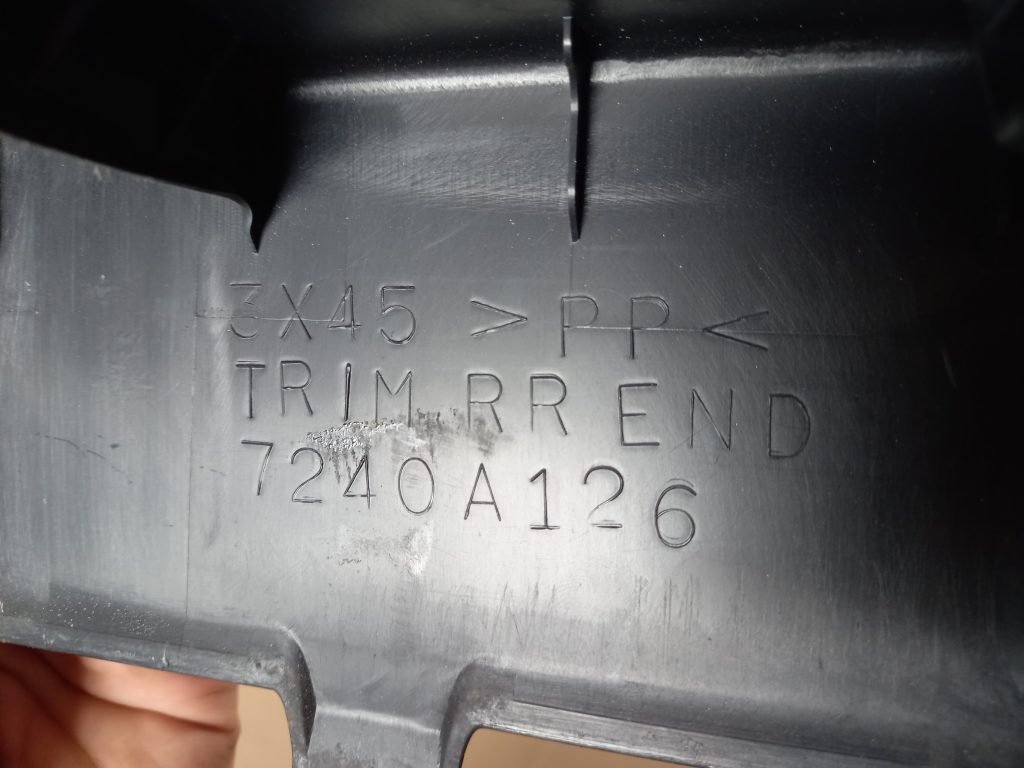 3X45 >PP<
TRIM RR END
7240A126